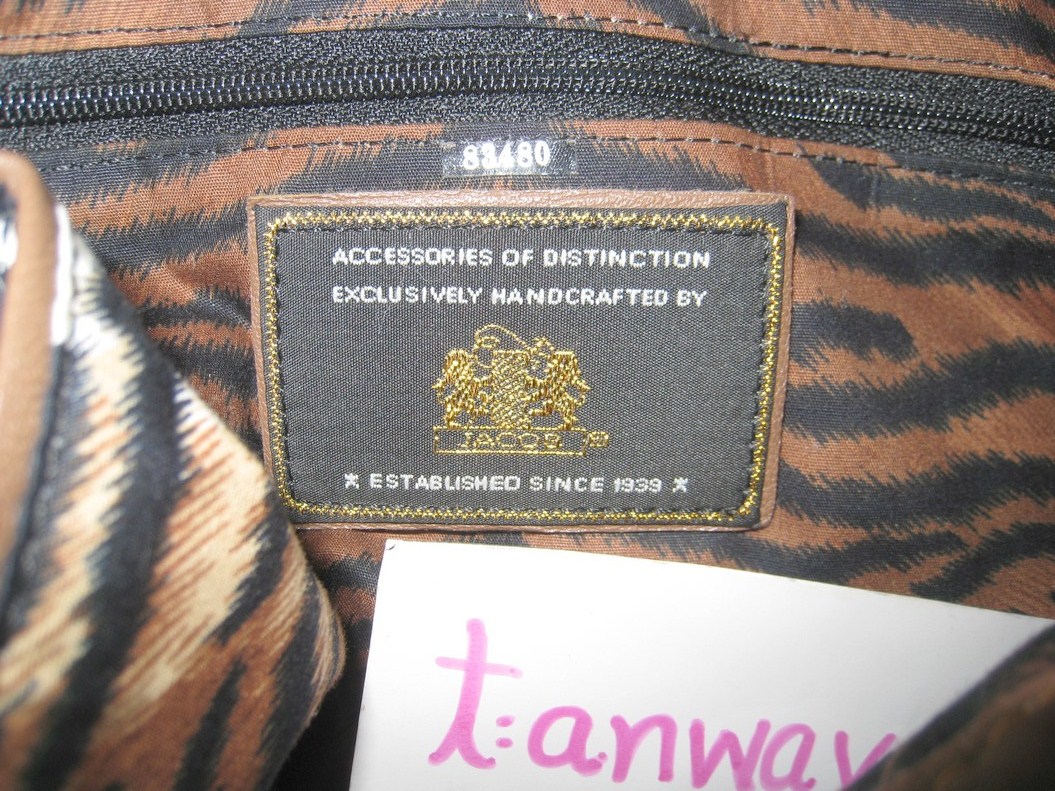 83480
ACCESSORIES OF DISTINCTION
EXCLUSIVELY HANDCRAFTED BY
JACOB ®
* ESTABLISHED SINCE 1939 *
t:anway